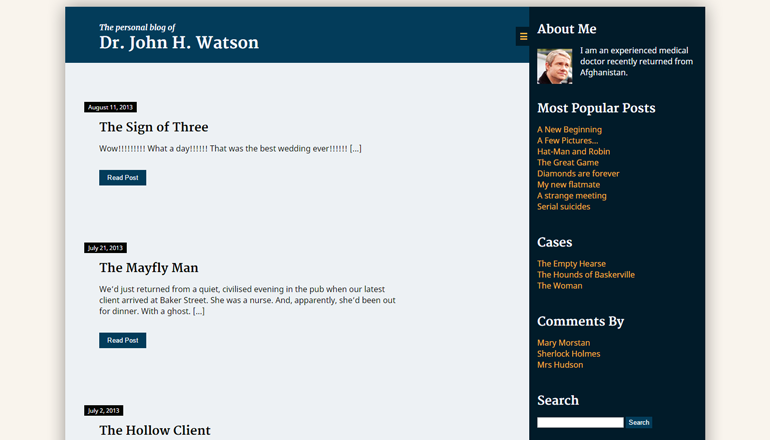 The personal blog of
Dr. John H. Watson
August 11, 2013
The Sign of Three
Wow!!!!!!!!! What a day!!!!!! That was the best wedding ever!!!!!! [...]
Read Post
July 21, 2013
The Mayfly Man
We'd just returned from a quiet, civilised evening in the pub when our latest
client arrived at Baker Street. She was a nurse. And, apparently, she'd been out
for dinner. With a ghost. [...]
Read Post
July 2, 2013
The Hollow Client
About Me
I am an experienced medical
doctor recently returned from
Afghanistan.
Most Popular Posts
A New Beginning
A Few Pictures...
Hat-Man and Robin
The Great Game
Diamonds are forever
My new flatmate
A strange meeting
Serial suicides
Cases
The Empty Hearse
The Hounds of Baskerville
The Woman
Comments By
Mary Morstan
Sherlock Holmes
Mrs Hudson
Search
Search